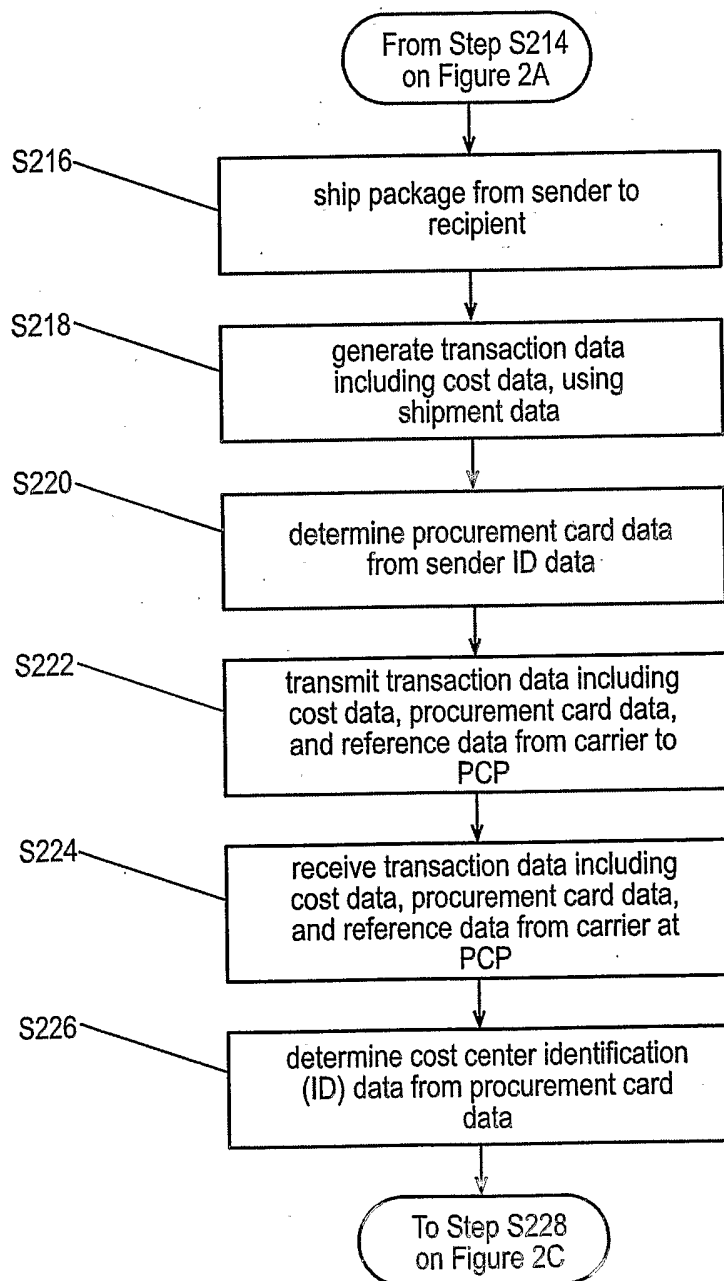 From Step S214
on Figure 2A
S216
ship package from sender to
recipient
S218
generate transaction data
including cost data, using
shipment data
S220
determine procurement card data
from sender ID data
S222
transmit transaction data including
cost data, procurement card data,
and reference data from carrier to
PCP
S224
receive transaction data including
cost data, procurement card data,
and reference data from carrier at
PCP
S226
determine cost center identification
(ID) data from procurement card
data
To Step S228
on Figure 2C